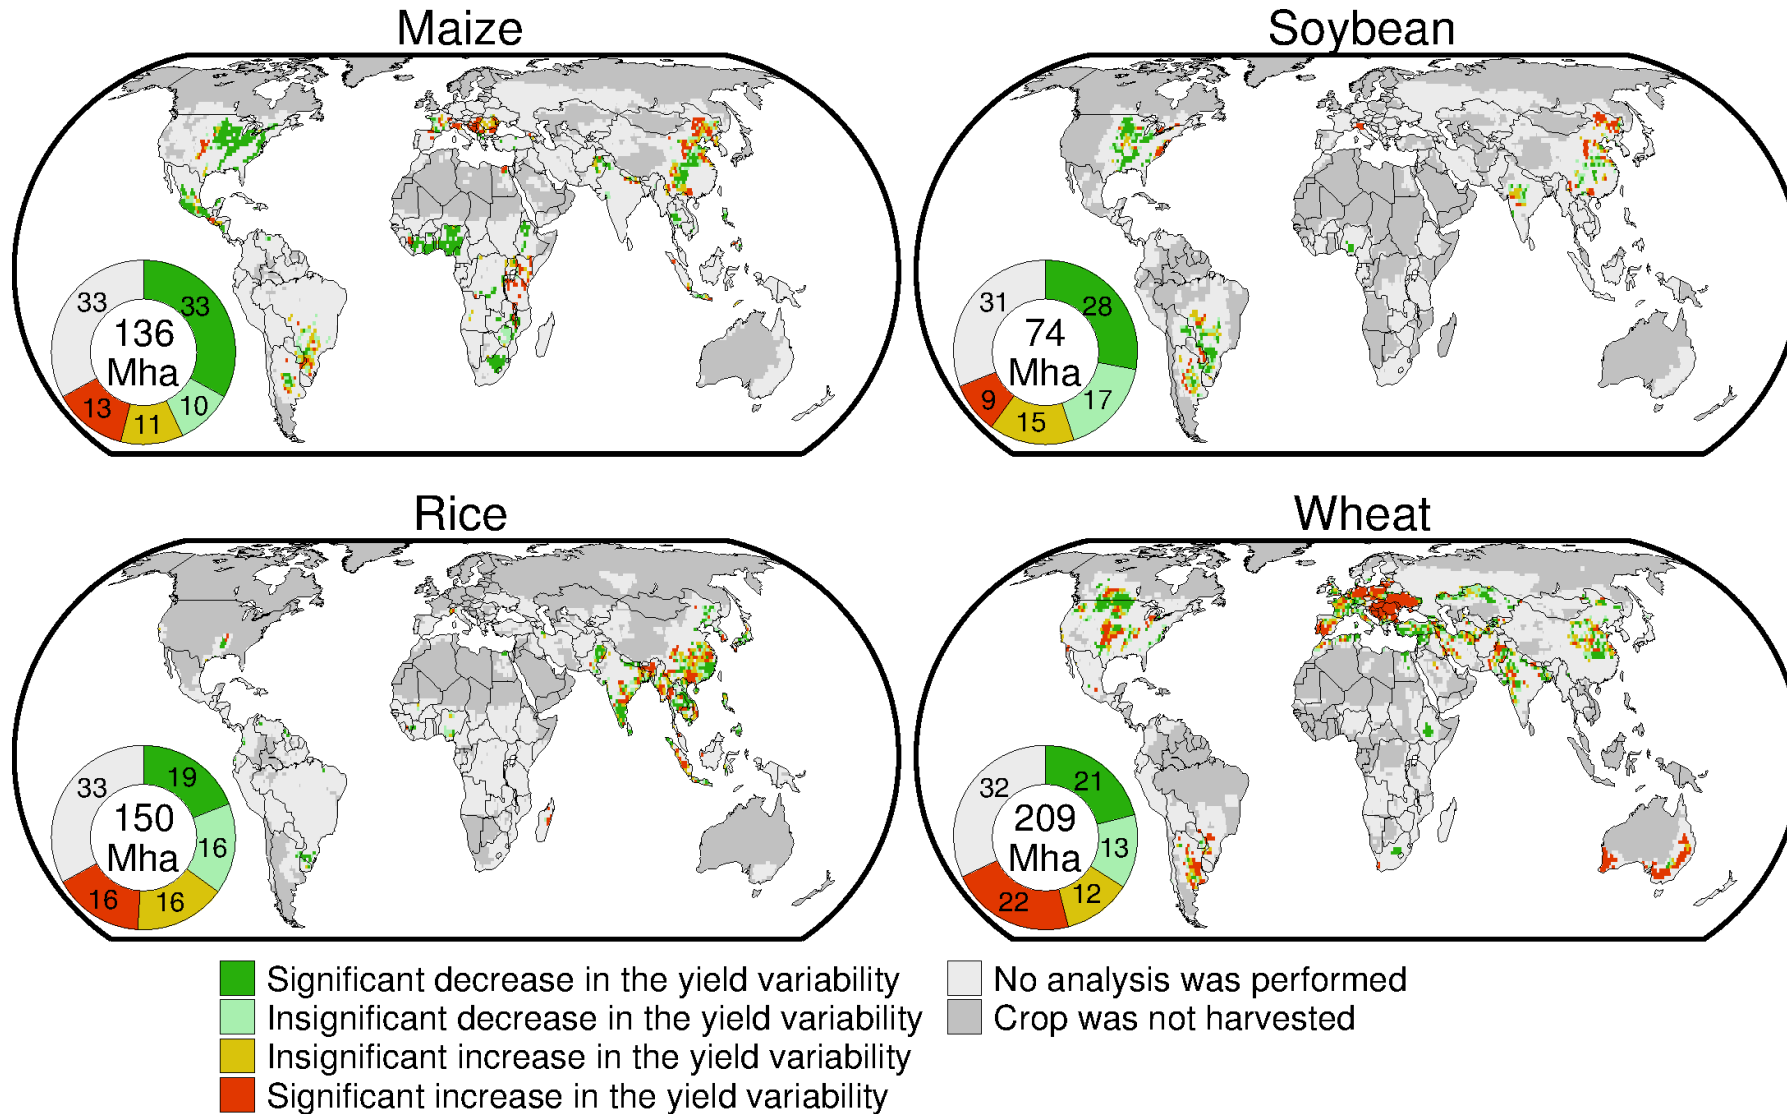 Maize
Soybean
33
33
136
Mha
13
11
10
31
28
74
Mha
9
15
17
Rice
Wheat
33
19
150
Mha
16
16
16
32
21
209
Mha
13
22
12
Significant decrease in the yield variability
Insignificant decrease in the yield variability
Insignificant increase in the yield variability
Significant increase in the yield variability
No analysis was performed
Crop was not harvested